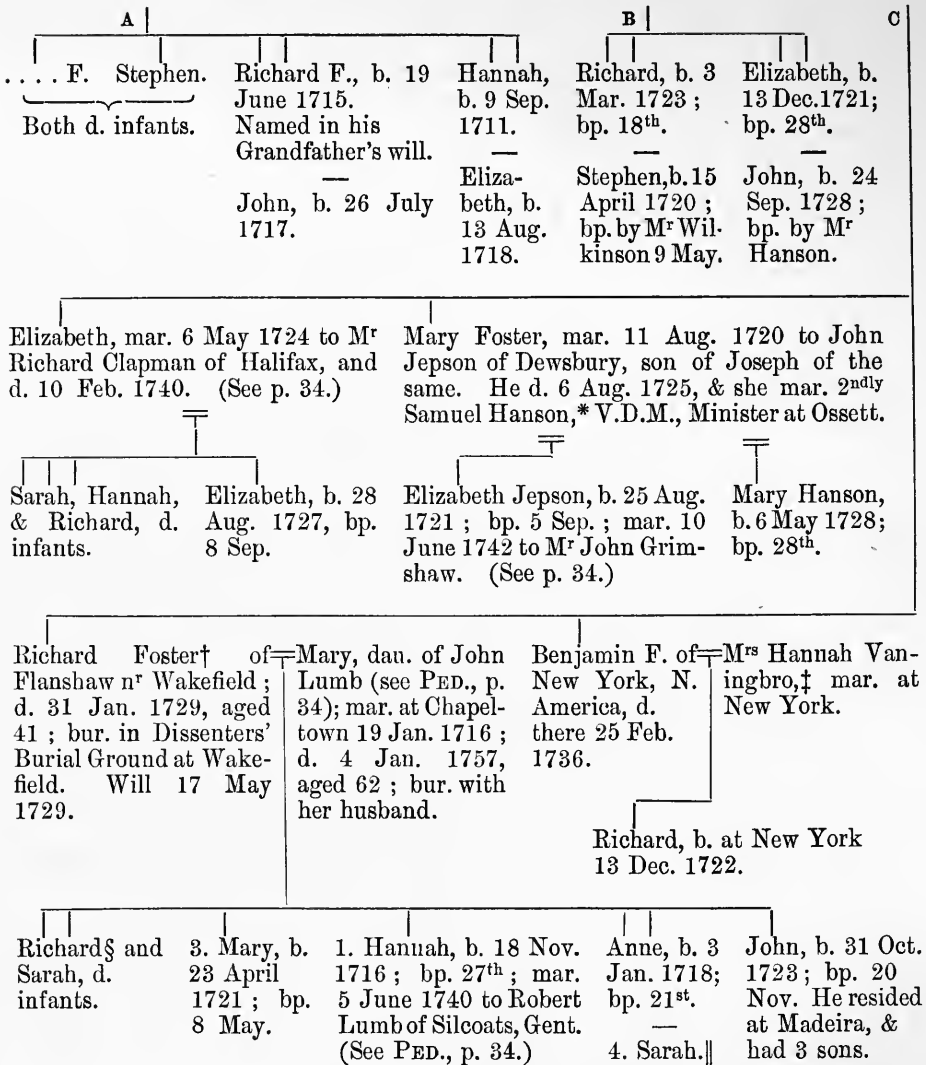 A B C
. . . . F. Stephen.
Both d. infants.
Richard F., b. 19
June 1715.
Named in his
Grandfather's will.
—
John, b. 26 July
1717.
Hannah,
b. 9 Sep.
1711.
—
Eliza-
beth, b.
13 Aug.
1718.
Richard, b. 3
Mar. 1723 ;
bp. 18th.
—
Stephen, b. 15
April 1720 ;
bp. by Mr Wil-
kinson 9 May.
Elizabeth, b.
13 Dec. 1721;
bp. 28th.
—
John, b. 24
Sep. 1728 ;
bp. by Mr
Hanson.
Elizabeth, mar. 6 May 1724 to Mr
Richard Clapman of Halifax, and
d. 10 Feb. 1740. (See p. 34.)
Mary Foster, mar. 11 Aug. 1720 to John
Jepson of Dewsbury, son of Joseph of the
same. He d. 6 Aug. 1725, & she mar. 2ndly
Samuel Hanson,* V.D.M., Minister at Ossett.
Sarah, Hannah,
& Richard, d.
infants.
Elizabeth, b. 28
Aug. 1727, bp.
8 Sep.
Elizabeth Jepson, b. 25 Aug.
1721 ; bp. 5 Sep. ; mar. 10
June 1742 to Mr John Grim-
shaw. (See p. 34.)
Mary Hanson,
b. 6 May 1728;
bp. 28th.
Richard Foster† of
Flanshaw nr Wakefield ;
d. 31 Jan. 1729, aged
41 ; bur. in Dissenters'
Burial Ground at Wake-
field. Will 17 May
1729.
Mary, dau. of John
Lumb (see PED., p.
34); mar. at Chapel-
town 19 Jan. 1716 ;
d. 4 Jan. 1757,
aged 62 ; bur. with
her husband.
Benjamin F. of
New York, N.
America, d.
there 25 Feb.
1736.
Mrs Hannah Van-
ingbro,‡ mar. at
New York.
Richard, b. at New York
13 Dec. 1722.
Richard§ and
Sarah, d.
infants.
3. Mary, b.
23 April
1721 ; bp.
8 May.
1. Hannah, b. 18 Nov.
1716 ; bp. 27th ; mar.
5 June 1740 to Robert
Lumb of Silcoats, Gent.
(See PED., p. 34.)
Anne, b. 3
Jan. 1718;
bp. 21st.
—
4. Sarah.‖
John, b. 31 Oct.
1723 ; bp. 20
Nov. He resided
at Madeira, &
had 3 sons.